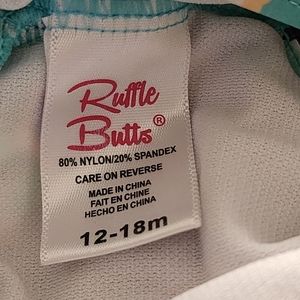 Ruffle
Butts®
80% NYLON/20% SPANDEX
CARE ON REVERSE
MADE IN CHINA
FAIT EN CHINE
HECHO EN CHINA
12-18m